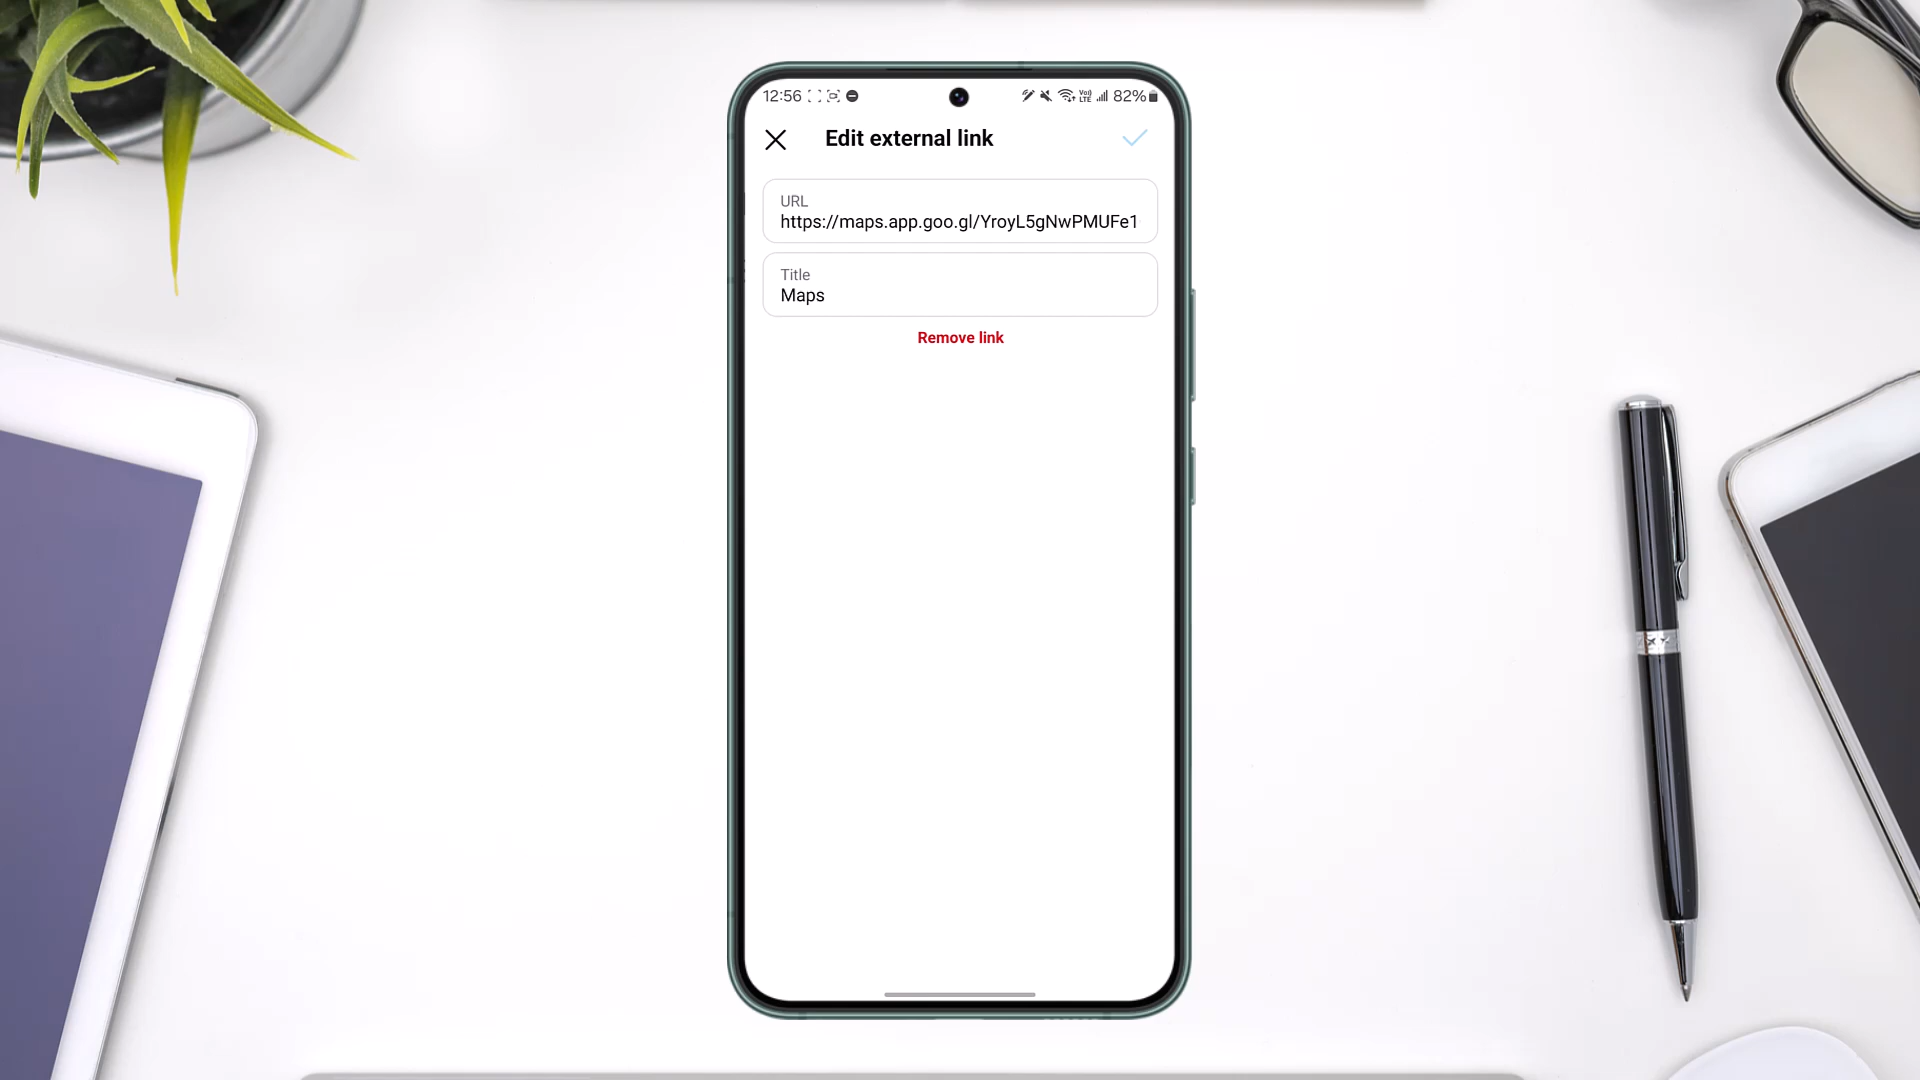 12:56 82%
Edit external link
URL
https://maps.app.goo.gl/YroyL5gNwPMUFe1
Title
Maps
Remove link